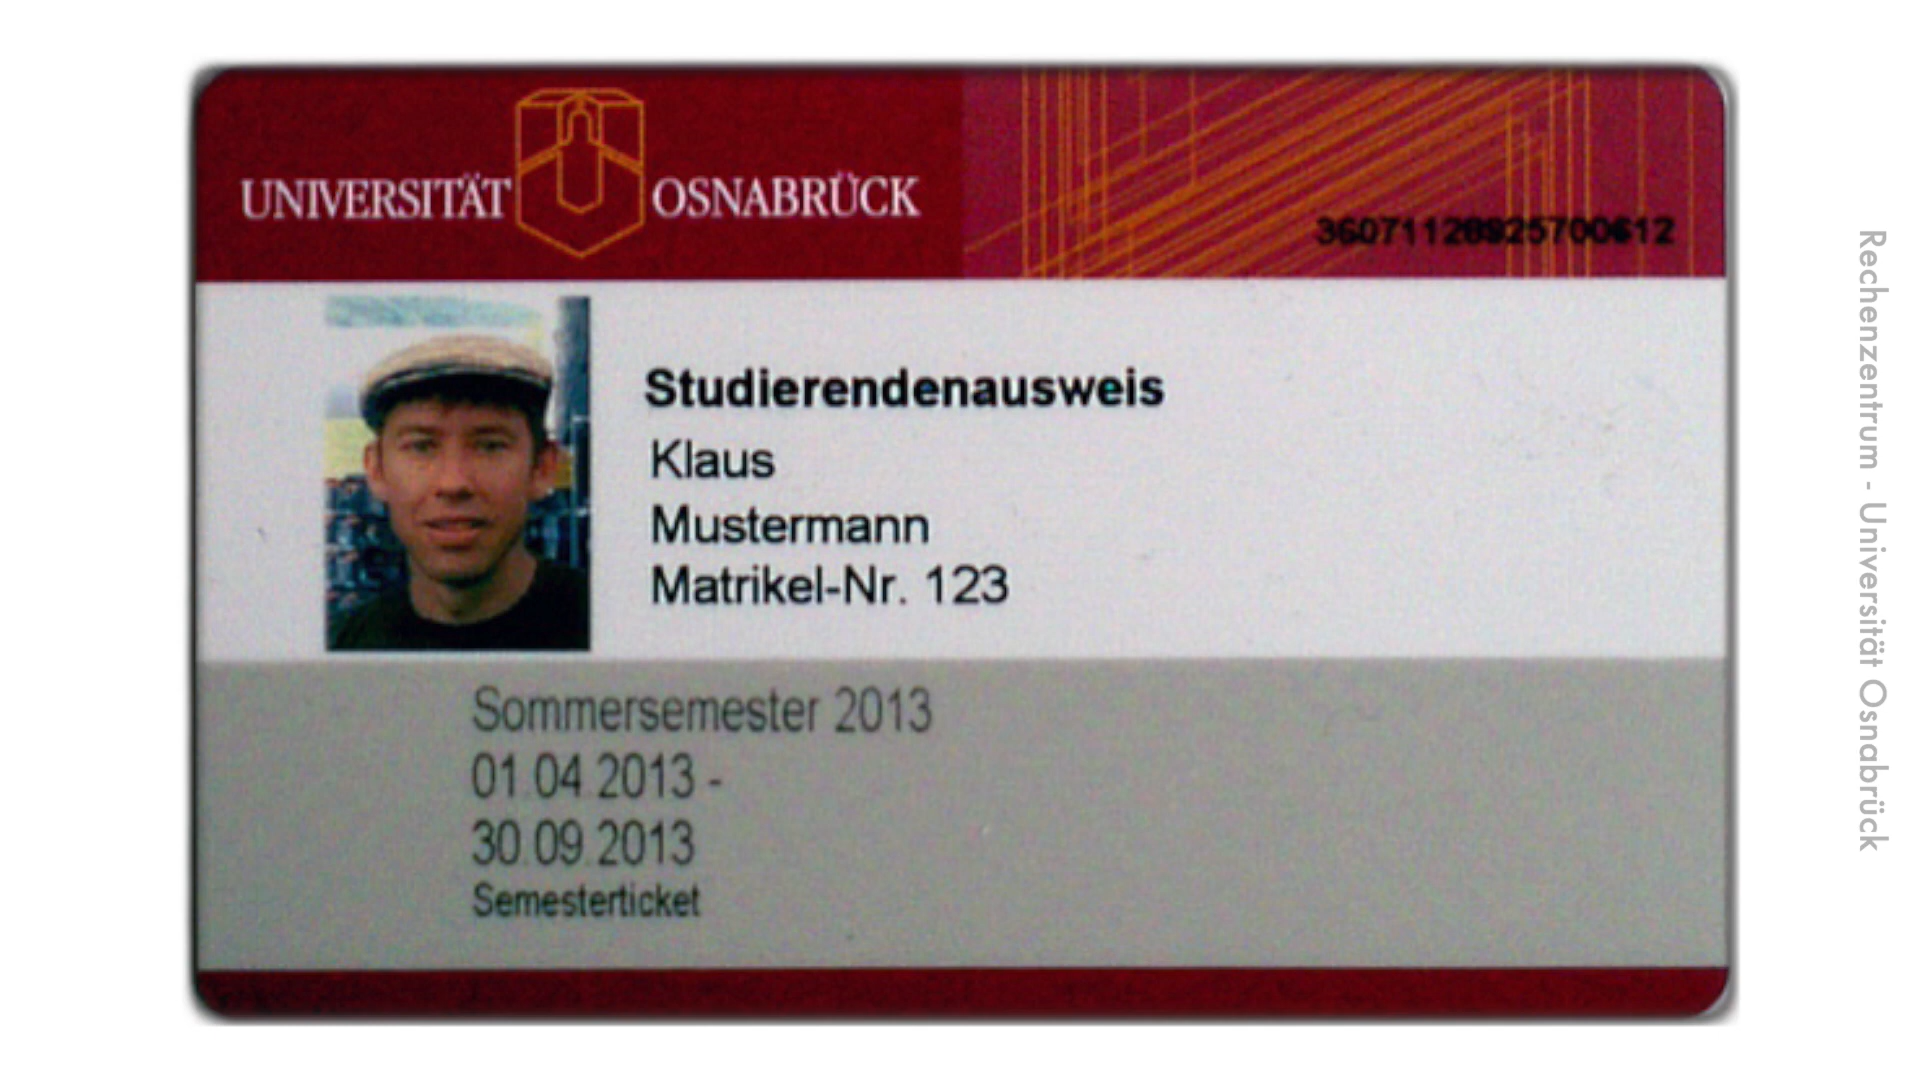 UNIVERSITÄT OSNABRÜCK
Studierendenausweis
Klaus
Mustermann
Matrikel-Nr. 123
Sommersemester 2013
01.04.2013 -
30.09.2013
Semesterticket
Rechenzentrum - Universität Osnabrück